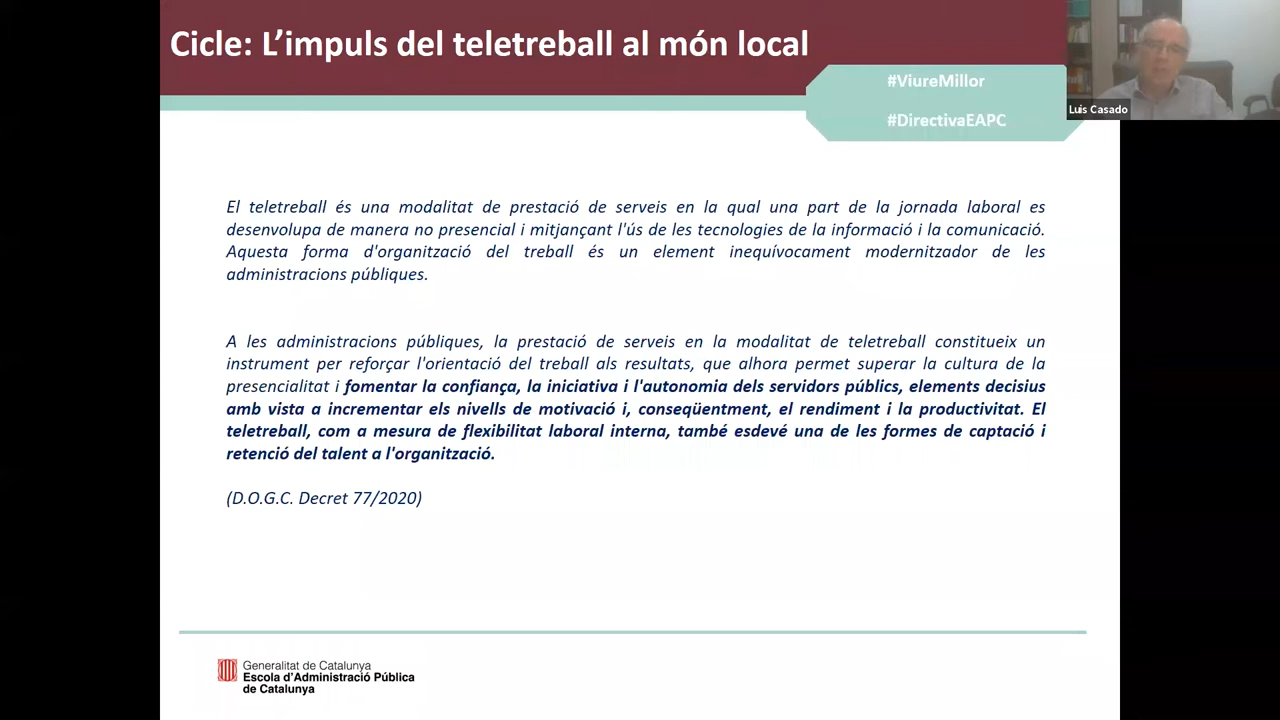 Cicle: L’impuls del teletreball al món local
#ViureMillor
#DirectivaEAPC
Luis Casado
El teletreball és una modalitat de prestació de serveis en la qual una part de la jornada laboral es
desenvolupa de manera no presencial i mitjançant l'ús de les tecnologies de la informació i la comunicació.
Aquesta forma d'organització del treball és un element inequívocament modernitzador de les
administracions públiques.
A les administracions públiques, la prestació de serveis en la modalitat de teletreball constitueix un
instrument per reforçar l'orientació del treball als resultats, que alhora permet superar la cultura de la
presencialitat i fomentar la confiança, la iniciativa i l'autonomia dels servidors públics, elements decisius
amb vista a incrementar els nivells de motivació i, conseqüentment, el rendiment i la productivitat. El
teletreball, com a mesura de flexibilitat laboral interna, també esdevé una de les formes de captació i
retenció del talent a l'organització.
(D.O.G.C. Decret 77/2020)
Generalitat de Catalunya
Escola d’Administració Pública
de Catalunya